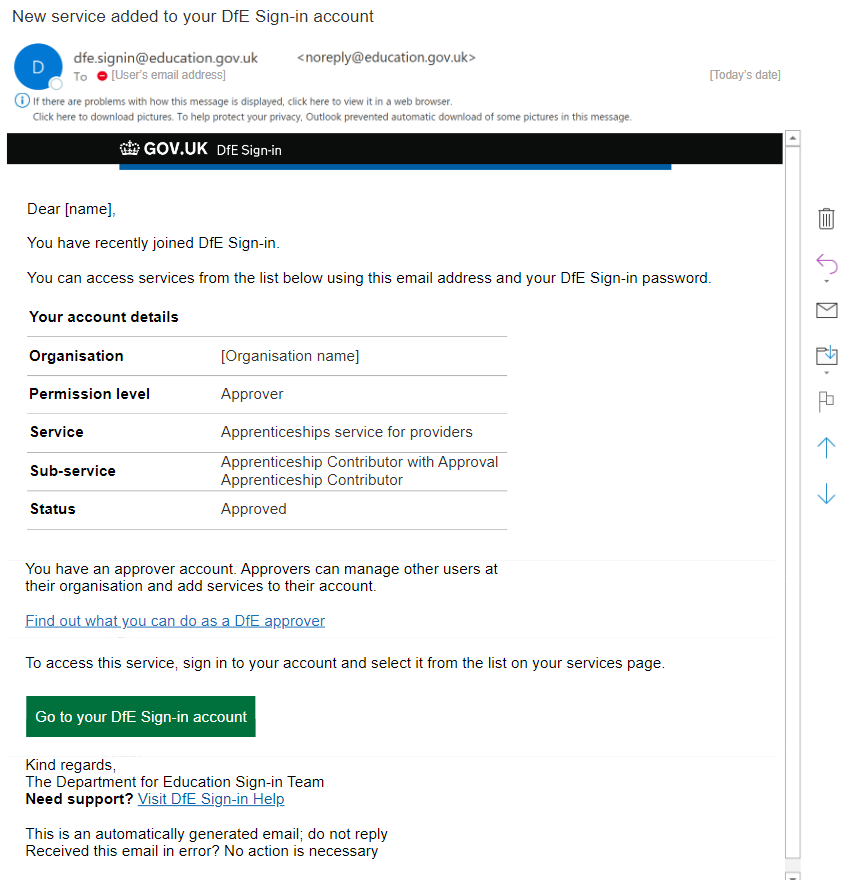 New service added to your DfE Sign-in account
D
dfe.signin@education.gov.uk <noreply@education.gov.uk>
To [User's email address]
[Today's date]
If there are problems with how this message is displayed, click here to view it in a web browser.
Click here to download pictures. To help protect your privacy, Outlook prevented automatic download of some pictures in this message.
GOV.UK DfE Sign-in
Dear [name],
You have recently joined DfE Sign-in.
You can access services from the list below using this email address and your DfE Sign-in password.
Your account details
Organisation [Organisation name]
Permission level Approver
Service Apprenticeships service for providers
Sub-service Apprenticeship Contributor with Approval
Apprenticeship Contributor
Status Approved
You have an approver account. Approvers can manage other users at
their organisation and add services to their account.
Find out what you can do as a DfE approver
To access this service, sign in to your account and select it from the list on your services page.
Go to your DfE Sign-in account
Kind regards,
The Department for Education Sign-in Team
Need support? Visit DfE Sign-in Help
This is an automatically generated email; do not reply
Received this email in error? No action is necessary